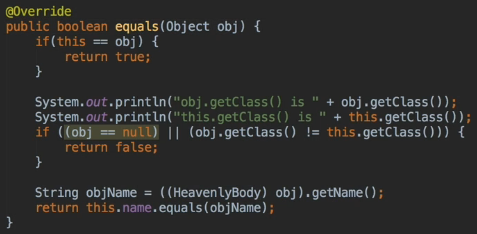 @Override
public boolean equals(Object obj) {
    if(this == obj) {
        return true;
    }

    System.out.println("obj.getClass() is " + obj.getClass());
    System.out.println("this.getClass() is " + this.getClass());
    if ((obj == null) || (obj.getClass() != this.getClass())) {
        return false;
    }

    String objName = ((HeavenlyBody) obj).getName();
    return this.name.equals(objName);
}